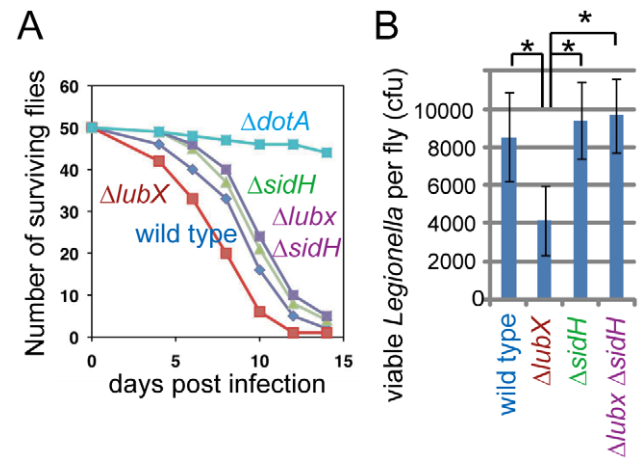 A
Number of surviving flies
60
50
40
30
20
10
0
0
5
10
15
days post infection
ΔdotA
ΔlubX
ΔsidH
wild type
Δlubx
ΔsidH
B
* * *
viable Legionella per fly (cfu)
10000
8000
6000
4000
2000
0
wild type
ΔlubX
ΔsidH
Δlubx ΔsidH